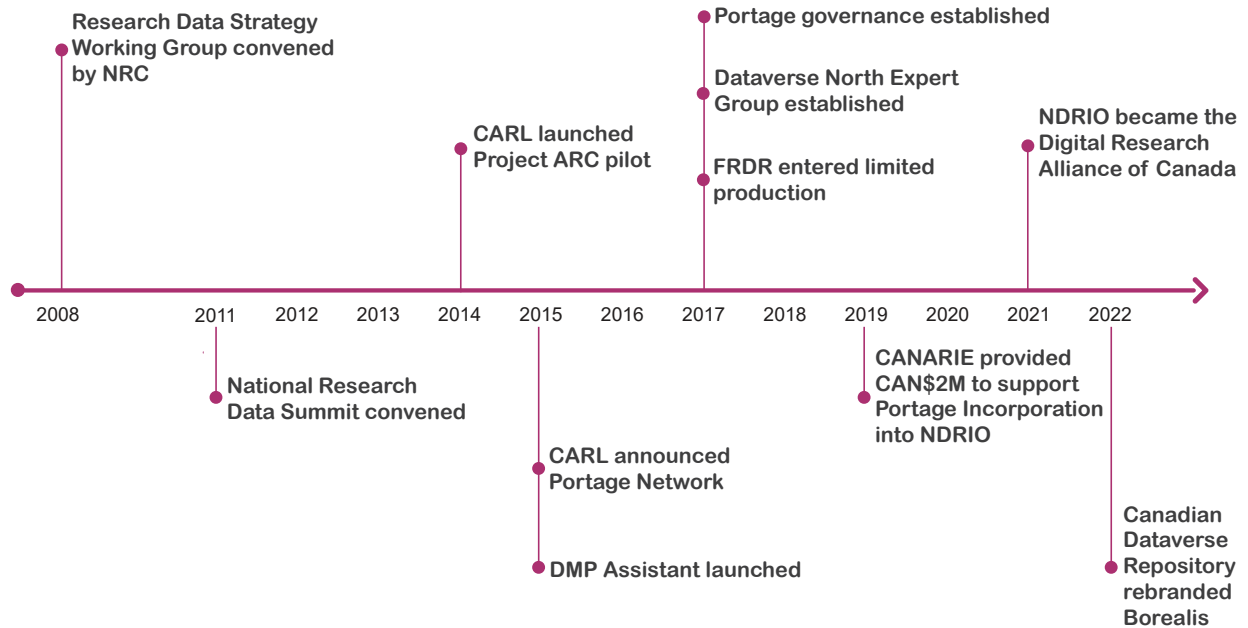 Research Data Strategy
Working Group convened
by NRC
CARL launched
Project ARC pilot
Portage governance established
Dataverse North Expert
Group established
FRDR entered limited
production
NDRIO became the
Digital Research
Alliance of Canada
2008
2011
2012
2013
2014
2015
2016
2017
2018
2019
2020
2021
2022
National Research
Data Summit convened
CARL announced
Portage Network
DMP Assistant launched
CANARIE provided
CAN$2M to support
Portage Incorporation
into NDRIO
Canadian
Dataverse
Repository
rebranded
Borealis